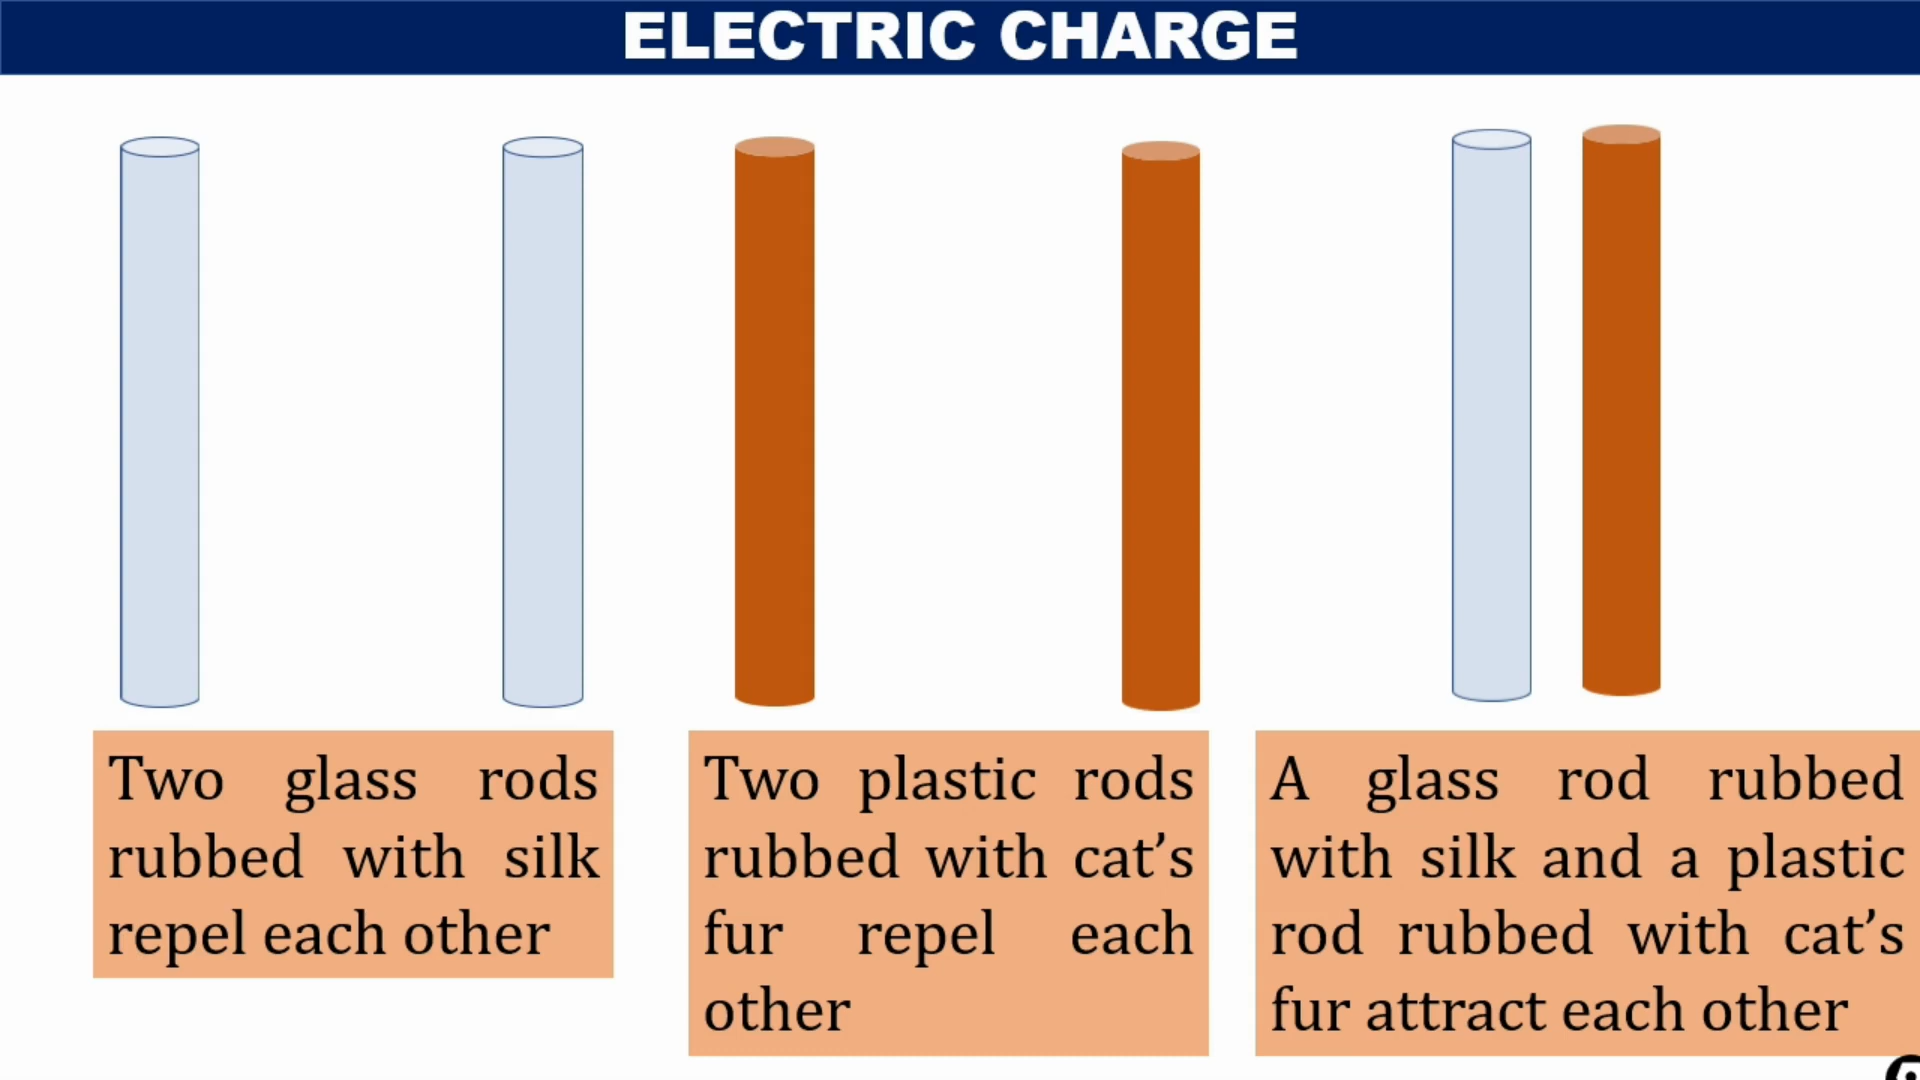 ELECTRIC CHARGE
Two glass rods
rubbed with silk
repel each other
Two plastic rods
rubbed with cat’s
fur repel each
other
A glass rod rubbed
with silk and a plastic
rod rubbed with cat’s
fur attract each other